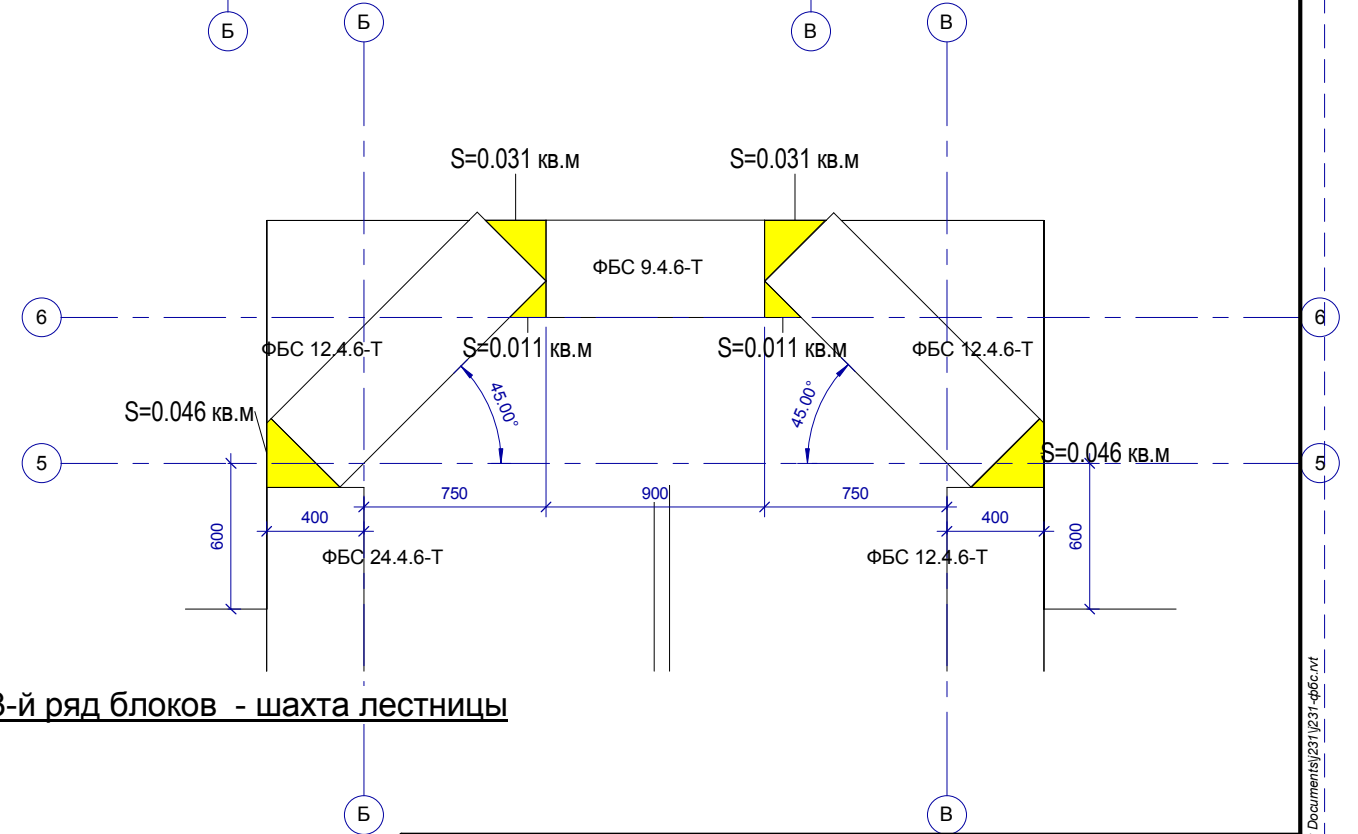 Б
Б
В
В
S=0.031 кв.м
S=0.031 кв.м
ФБС 9.4.6-Т
6
6
ФБС 12.4.6-Т
S=0.011 кв.м
S=0.011 кв.м
ФБС 12.4.6-Т
45.00°
45.00°
S=0.046 кв.м
S=0.046 кв.м
5
5
750
900
750
400
400
600
600
ФБС 24.4.6-Т
ФБС 12.4.6-Т
3-й ряд блоков - шахта лестницы
Documents\j231\j231-фбс.rvt
Б
В